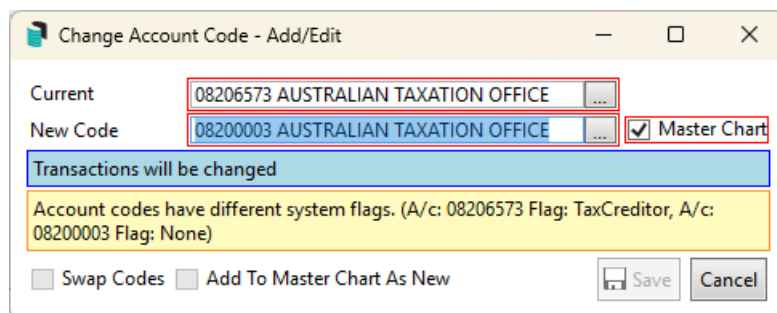 Change Account Code - Add/Edit
Current 08206573 AUSTRALIAN TAXATION OFFICE ...
New Code 08200003 AUSTRALIAN TAXATION OFFICE ... Master Chart
Transactions will be changed
Account codes have different system flags. (A/c: 08206573 Flag: TaxCreditor, A/c:
08200003 Flag: None)
Swap Codes Add To Master Chart As New Save Cancel